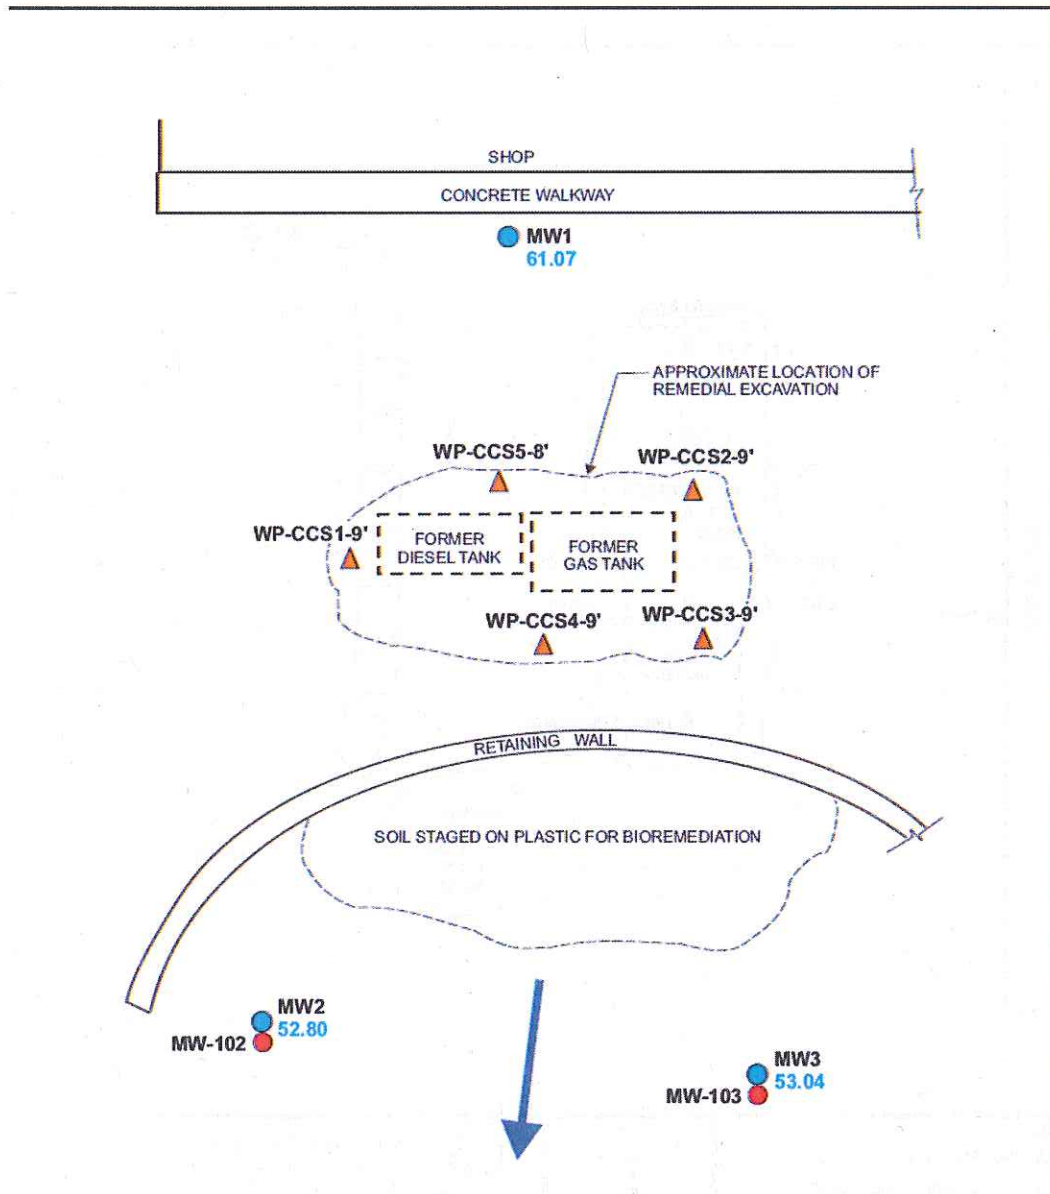 SHOP
CONCRETE WALKWAY
MW1
61.07
APPROXIMATE LOCATION OF
REMEDIAL EXCAVATION
WP-CCS5-8'
WP-CCS2-9'
WP-CCS1-9'
FORMER
DIESEL TANK
FORMER
GAS TANK
WP-CCS4-9'
WP-CCS3-9'
RETAINING WALL
SOIL STAGED ON PLASTIC FOR BIOREMEDIATION
MW2
52.80
MW-102
MW3
53.04
MW-103